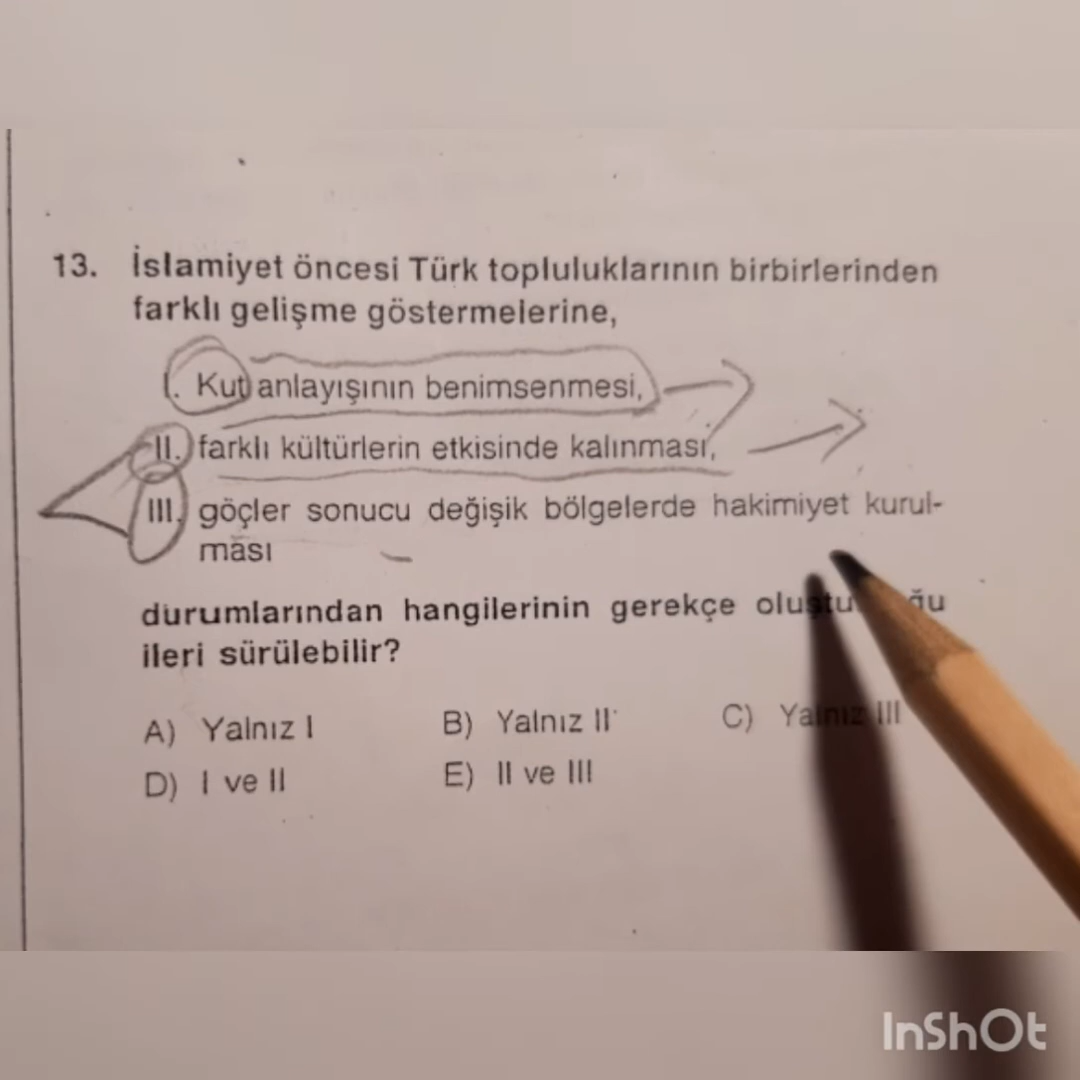 13. İslamiyet öncesi Türk topluluklarının birbirlerinden
farklı gelişme göstermelerine,
I. Kut anlayışının benimsenmesi,
II. farklı kültürlerin etkisinde kalınması,
III. göçler sonucu değişik bölgelerde hakimiyet kurul-
ması
durumlarından hangilerinin gerekçe
ileri sürülebilir?
A) Yalnız I B) Yalnız II C) Yalnız III
D) I ve II E) II ve III
InShOt